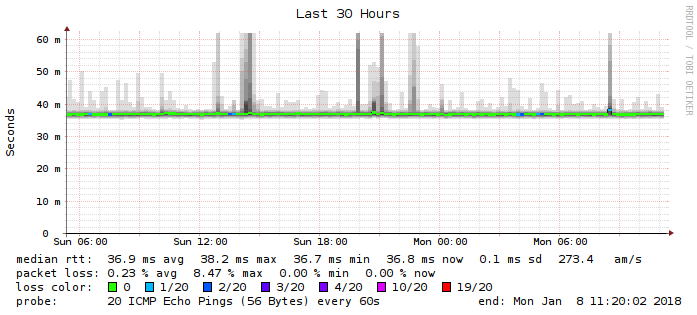 Last 30 Hours
RRDTOOL / TOBI OETIKER
Seconds
60 m
50 m
40 m
30 m
20 m
10 m
0
Sun 06:00 Sun 12:00 Sun 18:00 Mon 00:00 Mon 06:00
median rtt: 36.9 ms avg 38.2 ms max 36.7 ms min 36.8 ms now 0.1 ms sd 273.4 am/s
packet loss: 0.23 % avg 8.47 % max 0.00 % min 0.00 % now
loss color: 0 1/20 2/20 3/20 4/20 10/20 19/20
probe: 20 ICMP Echo Pings (56 Bytes) every 60s end: Mon Jan 8 11:20:02 2018